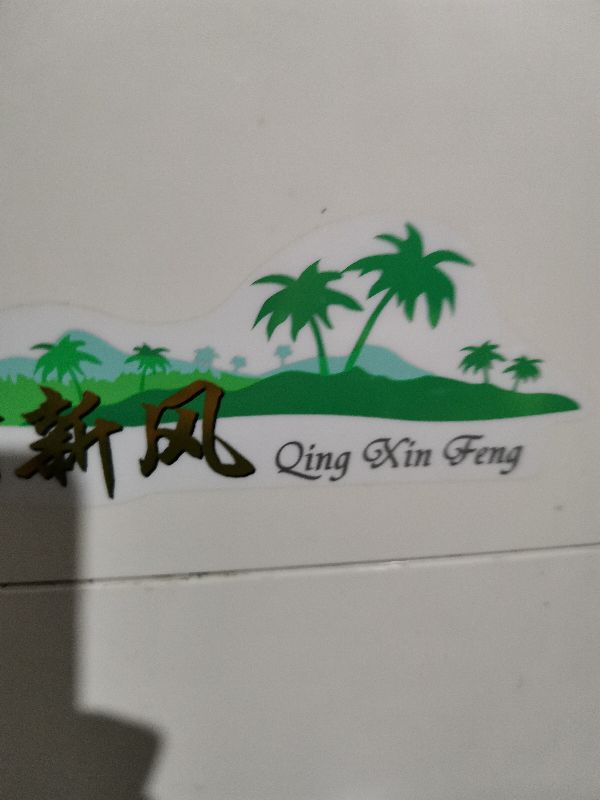 新风 Qing Xin Feng